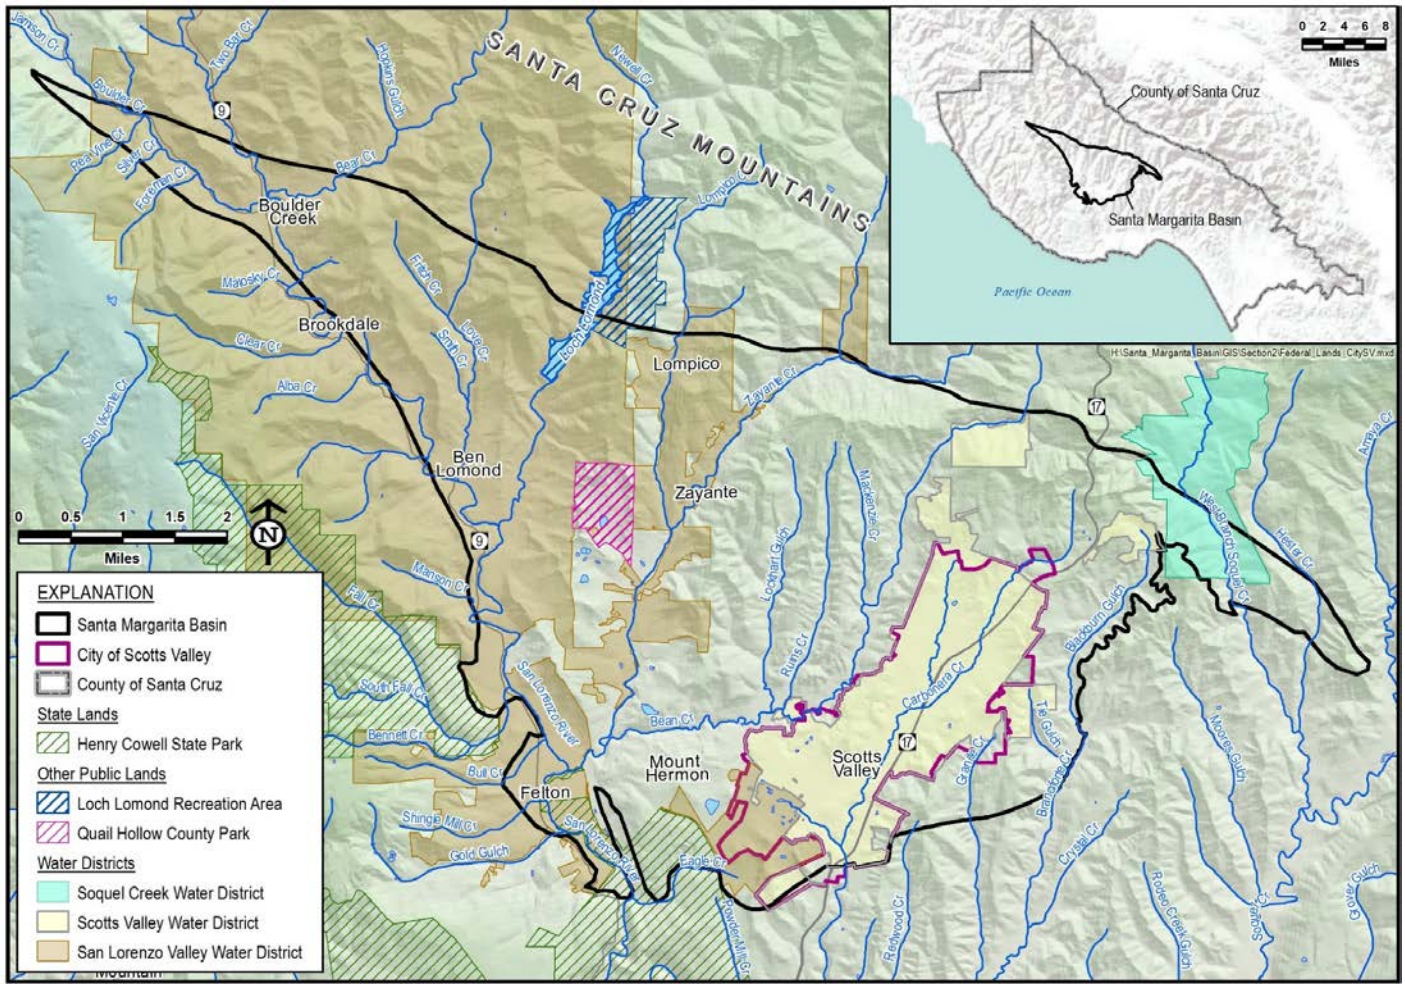 Jamison Cr
Two Bar Cr
Hopkins Gulch
Newell Cr
SANTA CRUZ MOUNTAINS
Boulder Cr
9
Pea Vine Cr
Silver Cr
Foreman Cr
Bear Cr
Boulder
Creek
Lompico Cr
Malosky Cr
Fritch Cr
Brookdale
Clear Cr
Love Cr
Smith Cr
Loch Lomond
Lompico
Alba Cr
Zayante Cr
San Vicente Cr
Ben
Lomond
Zayante
17
Amaya Cr
Mackenzie Cr
Lockhart Gulch
West Branch Soquel Cr
Hester Cr
9
Manson Cr
Fall Cr
Ruins Cr
Blackburn Gulch
South Fall Cr
San Lorenzo River
Bean Cr
Carbonera Cr
Bennett Cr
Bull Cr
Mount
Hermon
Scotts
Valley
17
Granite Cr
Tie Gulch
Branciforte Cr
Moores Gulch
Felton
Shingle Mill Cr
Gold Gulch
San Lorenzo River
Eagle Cr
Crystal Cr
Powder Mill Cr
Redwood Cr
Rodeo Creek Gulch
Soquel Cr
Grover Gulch
0 2 4 6 8
Miles
County of Santa Cruz
Santa Margarita Basin
Pacific Ocean
H:\Santa_Margarita_Basin\GIS\Section2\Federal_Lands_CitySV.mxd
0 0.5 1 1.5 2
N
Miles
EXPLANATION
Santa Margarita Basin
City of Scotts Valley
County of Santa Cruz
State Lands
Henry Cowell State Park
Other Public Lands
Loch Lomond Recreation Area
Quail Hollow County Park
Water Districts
Soquel Creek Water District
Scotts Valley Water District
San Lorenzo Valley Water District
Mountain